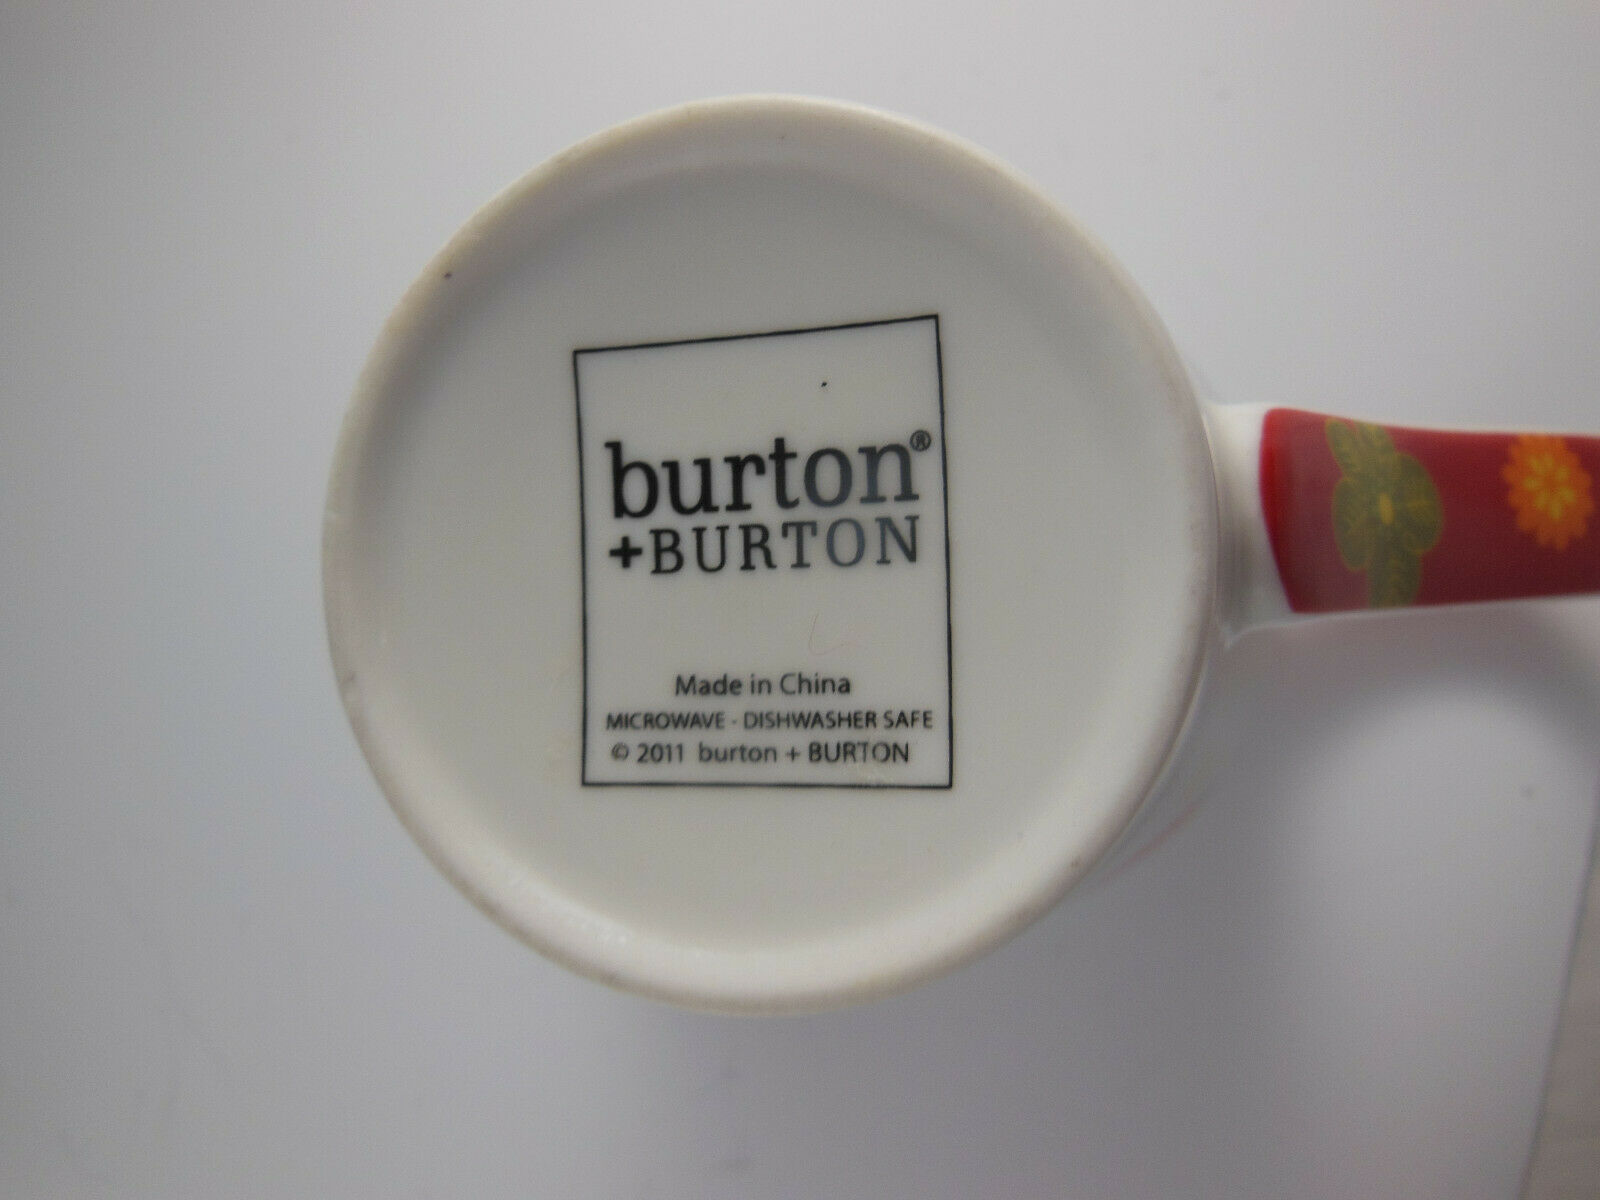 burton®
+BURTON
Made in China
MICROWAVE - DISHWASHER SAFE
© 2011 burton + BURTON